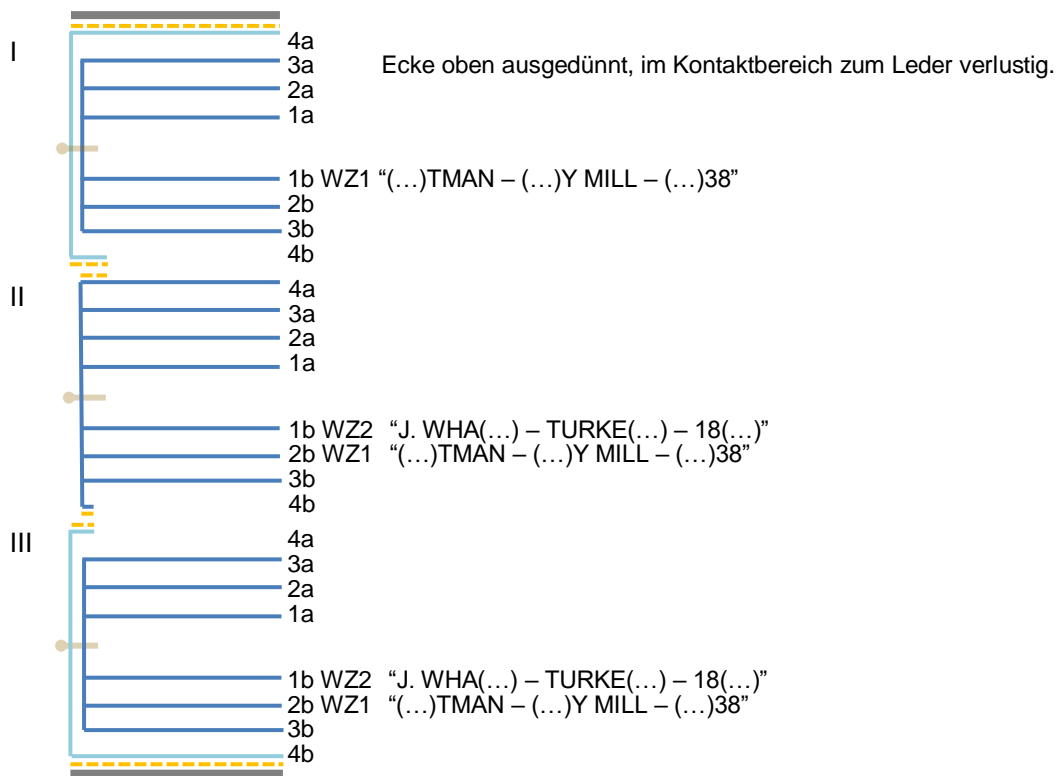 I
4a
3a Ecke oben ausgedünnt, im Kontaktbereich zum Leder verlustig.
2a
1a
1b WZ1 “(…)TMAN – (…)Y MILL – (…)38”
2b
3b
4b
II
4a
3a
2a
1a
1b WZ2 “J. WHA(…) – TURKE(…) – 18(…)”
2b WZ1 “(…)TMAN – (…)Y MILL – (…)38”
3b
4b
III
4a
3a
2a
1a
1b WZ2 “J. WHA(…) – TURKE(…) – 18(…)”
2b WZ1 “(…)TMAN – (…)Y MILL – (…)38”
3b
4b